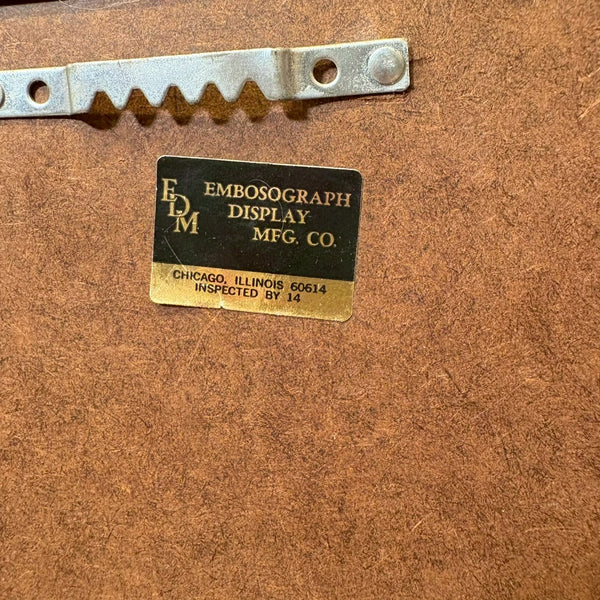 EDM
EMBOSOGRAPH
DISPLAY
MFG. CO.
CHICAGO, ILLINOIS 60614
INSPECTED BY 14